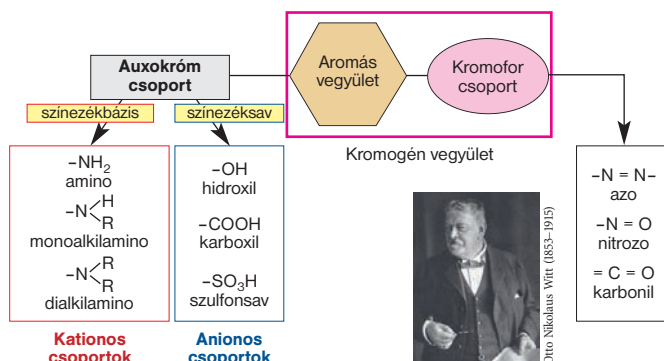 Auxokróm
csoport
Aromás
vegyület
Kromofor
csoport
színezékbázis
színezéksav
Kromogén vegyület
–NH₂
amino
–N
H
R
monoalkilamino
–N
R
R
dialkilamino
Kationos
csoportok
–OH
hidroxil
–COOH
karboxil
–SO₃H
szulfonsav
Anionos
csoportok
Otto Nikolaus Witt (1853–1915)
–N = N–
azo
–N = O
nitrozo
= C = O
karbonil